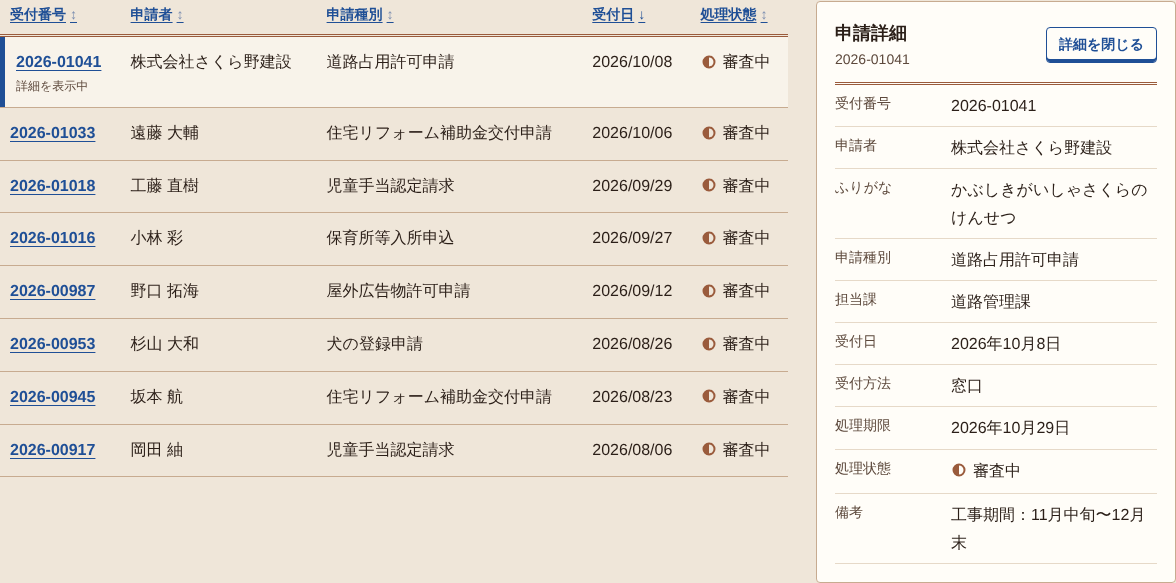 受付番号 ↕ 申請者 ↕ 申請種別 ↕ 受付日 ↓ 処理状態 ↕
2026-01041 株式会社さくら野建設 道路占用許可申請 2026/10/08 審査中
詳細を表示中
2026-01033 遠藤 大輔 住宅リフォーム補助金交付申請 2026/10/06 審査中
2026-01018 工藤 直樹 児童手当認定請求 2026/09/29 審査中
2026-01016 小林 彩 保育所等入所申込 2026/09/27 審査中
2026-00987 野口 拓海 屋外広告物許可申請 2026/09/12 審査中
2026-00953 杉山 大和 犬の登録申請 2026/08/26 審査中
2026-00945 坂本 航 住宅リフォーム補助金交付申請 2026/08/23 審査中
2026-00917 岡田 紬 児童手当認定請求 2026/08/06 審査中
申請詳細
2026-01041
詳細を閉じる
受付番号 2026-01041
申請者 株式会社さくら野建設
ふりがな かぶしきがいしゃさくらの
けんせつ
申請種別 道路占用許可申請
担当課 道路管理課
受付日 2026年10月8日
受付方法 窓口
処理期限 2026年10月29日
処理状態 審査中
備考 工事期間：11月中旬〜12月
末